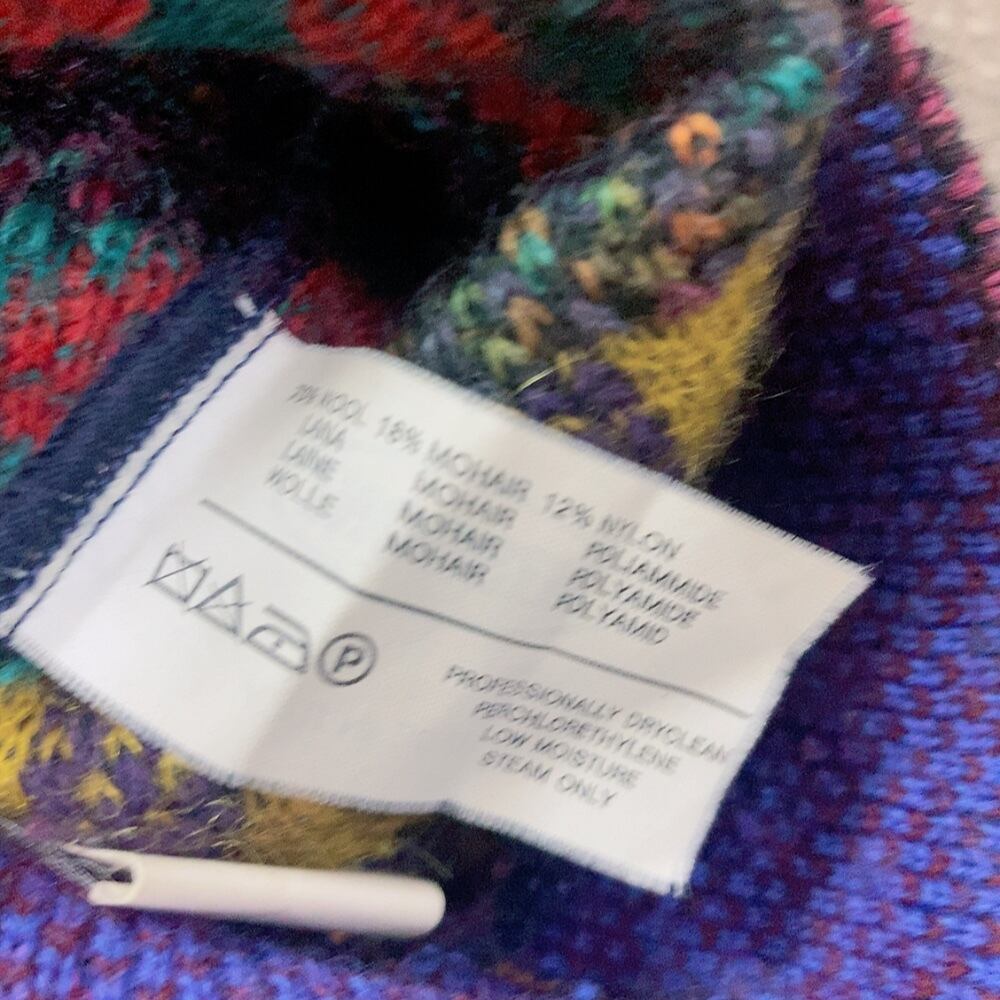 70% WOOL 18% MOHAIR 12% NYLON
LANA MOHAIR POLIAMMIDE
LAINE MOHAIR POLYAMIDE
WOLLE MOHAIR POLYAMID
P
PROFESSIONALLY DRYCLEAN
PERCHLORETHYLENE
LOW MOISTURE
STEAM ONLY